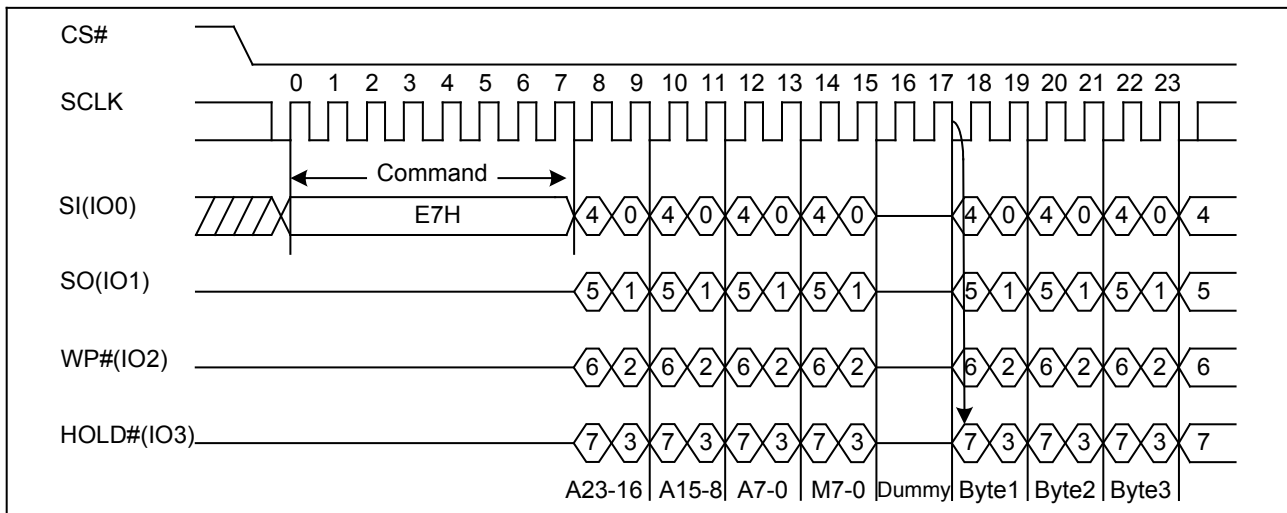 CS#
0 1 2 3 4 5 6 7 8 9 10 11 12 13 14 15 16 17 18 19 20 21 22 23
SCLK
Command
SI(IO0) E7H 4 0 4 0 4 0 4 0 4 0 4 0 4 0 4
SO(IO1) 5 1 5 1 5 1 5 1 5 1 5 1 5 1 5
WP#(IO2) 6 2 6 2 6 2 6 2 6 2 6 2 6 2 6
HOLD#(IO3) 7 3 7 3 7 3 7 3 7 3 7 3 7 3 7
A23-16 A15-8 A7-0 M7-0 Dummy Byte1 Byte2 Byte3